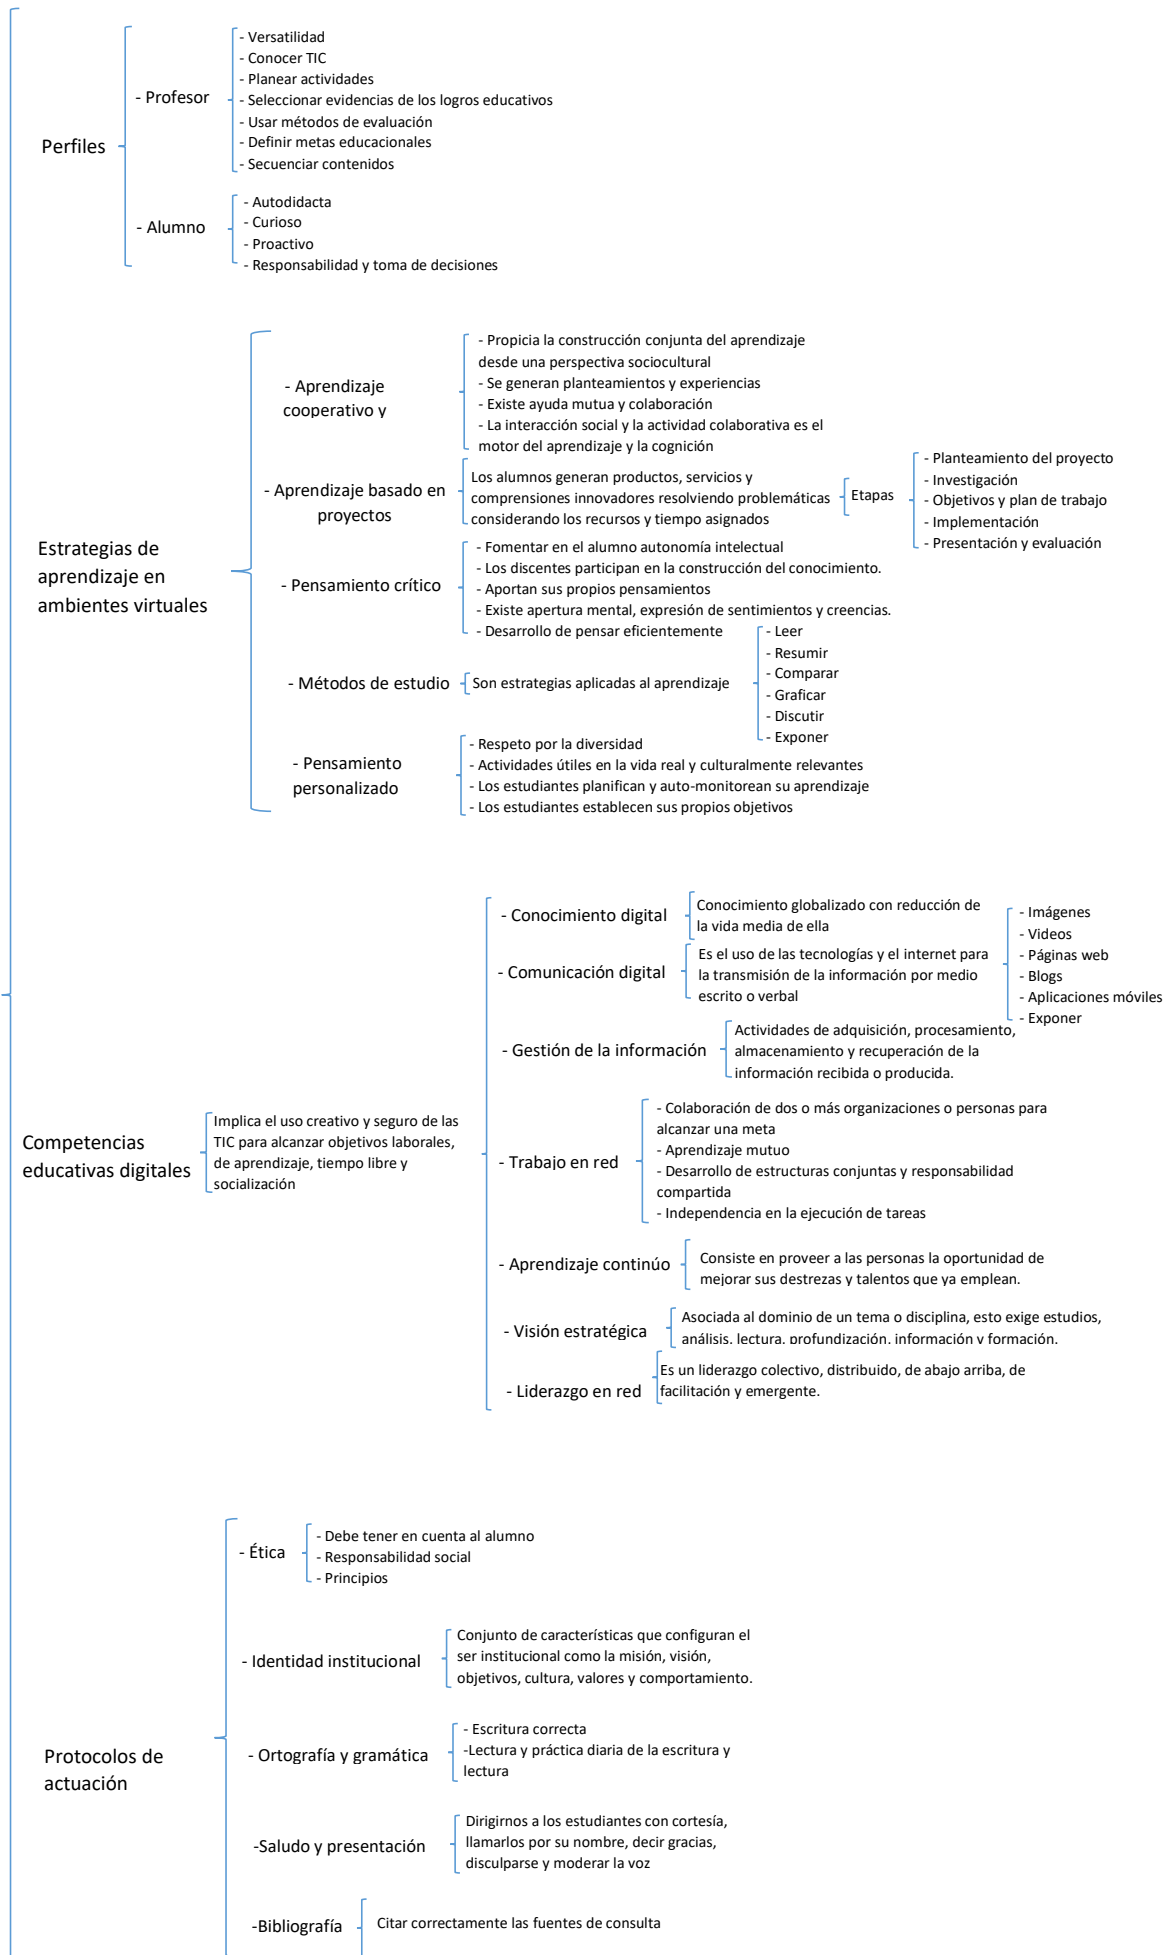 Perfiles
- Profesor
- Versatilidad
- Conocer TIC
- Planear actividades
- Seleccionar evidencias de los logros educativos
- Usar métodos de evaluación
- Definir metas educacionales
- Secuenciar contenidos
- Alumno
- Autodidacta
- Curioso
- Proactivo
- Responsabilidad y toma de decisiones
Estrategias de
aprendizaje en
ambientes virtuales
- Aprendizaje
cooperativo y
- Propicia la construcción conjunta del aprendizaje
desde una perspectiva sociocultural
- Se generan planteamientos y experiencias
- Existe ayuda mutua y colaboración
- La interacción social y la actividad colaborativa es el
motor del aprendizaje y la cognición
- Aprendizaje basado en
proyectos
Los alumnos generan productos, servicios y
comprensiones innovadores resolviendo problemáticas
considerando los recursos y tiempo asignados
Etapas
- Planteamiento del proyecto
- Investigación
- Objetivos y plan de trabajo
- Implementación
- Presentación y evaluación
- Pensamiento crítico
- Fomentar en el alumno autonomía intelectual
- Los discentes participan en la construcción del conocimiento.
- Aportan sus propios pensamientos
- Existe apertura mental, expresión de sentimientos y creencias.
- Desarrollo de pensar eficientemente
- Métodos de estudio
Son estrategias aplicadas al aprendizaje
- Leer
- Resumir
- Comparar
- Graficar
- Discutir
- Exponer
- Pensamiento
personalizado
- Respeto por la diversidad
- Actividades útiles en la vida real y culturalmente relevantes
- Los estudiantes planifican y auto-monitorean su aprendizaje
- Los estudiantes establecen sus propios objetivos
Competencias
educativas digitales
Implica el uso creativo y seguro de las
TIC para alcanzar objetivos laborales,
de aprendizaje, tiempo libre y
socialización
- Conocimiento digital
Conocimiento globalizado con reducción de
la vida media de ella
- Comunicación digital
Es el uso de las tecnologías y el internet para
la transmisión de la información por medio
escrito o verbal
- Imágenes
- Videos
- Páginas web
- Blogs
- Aplicaciones móviles
- Exponer
- Gestión de la información
Actividades de adquisición, procesamiento,
almacenamiento y recuperación de la
información recibida o producida.
- Trabajo en red
- Colaboración de dos o más organizaciones o personas para
alcanzar una meta
- Aprendizaje mutuo
- Desarrollo de estructuras conjuntas y responsabilidad
compartida
- Independencia en la ejecución de tareas
- Aprendizaje continúo
Consiste en proveer a las personas la oportunidad de
mejorar sus destrezas y talentos que ya emplean.
- Visión estratégica
Asociada al dominio de un tema o disciplina, esto exige estudios,
análisis, lectura, profundización, información y formación.
- Liderazgo en red
Es un liderazgo colectivo, distribuido, de abajo arriba, de
facilitación y emergente.
Protocolos de
actuación
- Ética
- Debe tener en cuenta al alumno
- Responsabilidad social
- Principios
- Identidad institucional
Conjunto de características que configuran el
ser institucional como la misión, visión,
objetivos, cultura, valores y comportamiento.
- Ortografía y gramática
- Escritura correcta
-Lectura y práctica diaria de la escritura y
lectura
-Saludo y presentación
Dirigirnos a los estudiantes con cortesía,
llamarlos por su nombre, decir gracias,
disculparse y moderar la voz
-Bibliografía
Citar correctamente las fuentes de consulta